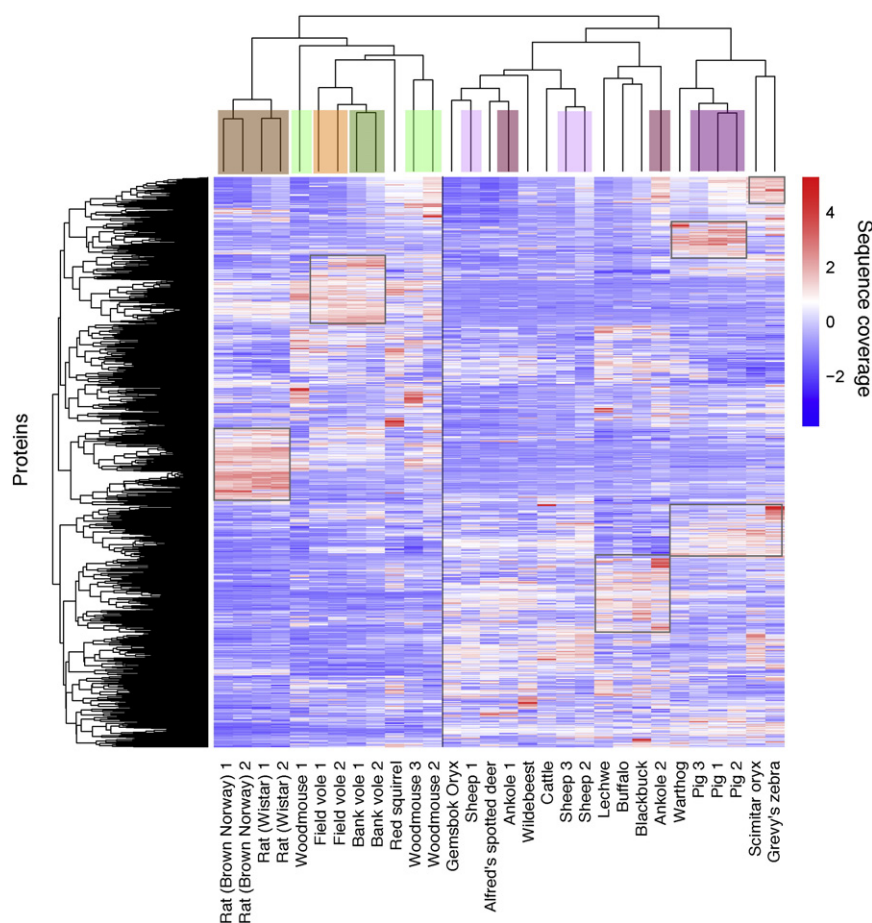 4
2
0
−2
Sequence coverage
Proteins
Rat (Brown Norway) 1
Rat (Brown Norway) 2
Rat (Wistar) 1
Rat (Wistar) 2
Woodmouse 1
Field vole 1
Field vole 2
Bank vole 1
Bank vole 2
Red squirrel
Woodmouse 3
Woodmouse 2
Gemsbok Oryx
Sheep 1
Alfred's spotted deer
Ankole 1
Wildebeest
Cattle
Sheep 3
Sheep 2
Lechwe
Buffalo
Blackbuck
Ankole 2
Warthog
Pig 3
Pig 1
Pig 2
Scimitar oryx
Grevy's zebra